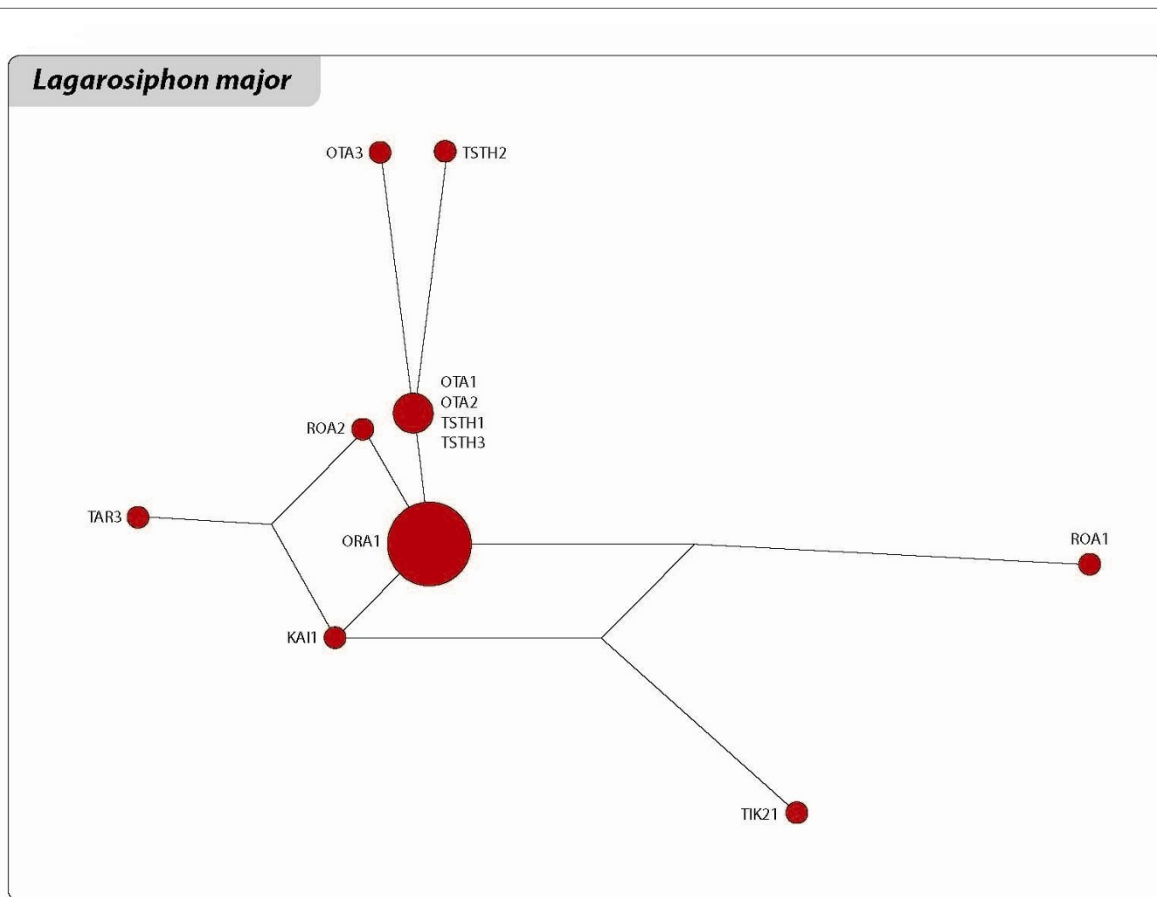 Lagarosiphon major
OTA3
TSTH2
OTA1
OTA2
TSTH1
TSTH3
ROA2
TAR3
ORA1
ROA1
KAI1
TIK21